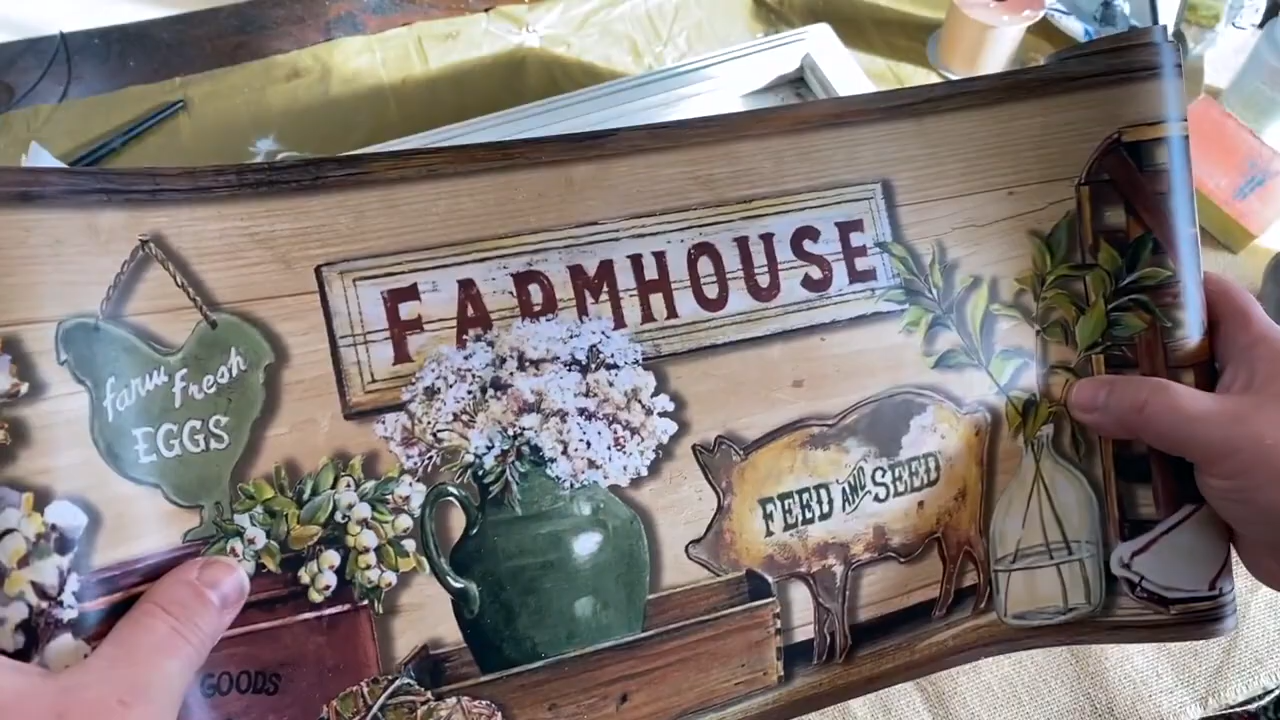 FARMHOUSE
farm Fresh
EGGS
FEED AND SEED
GOODS